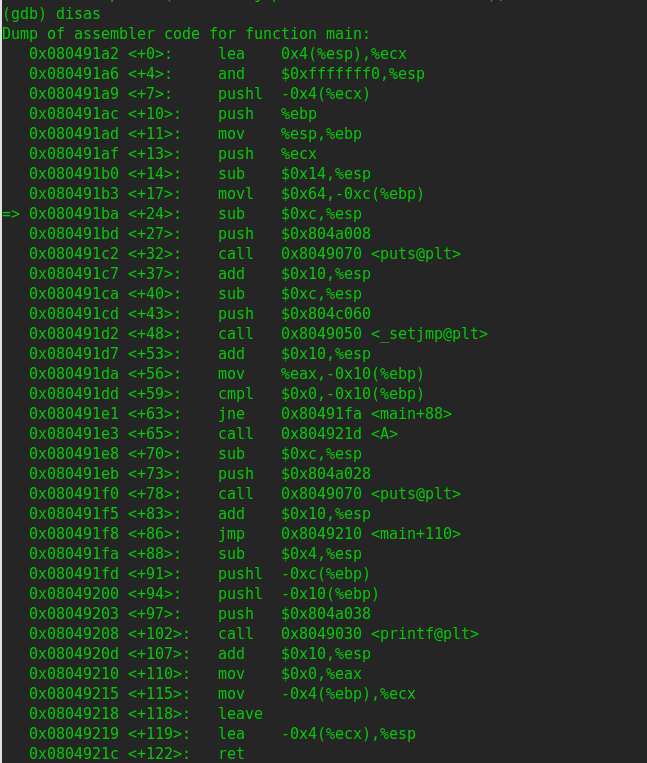 (gdb) disas
Dump of assembler code for function main:
   0x080491a2 <+0>:     lea    0x4(%esp),%ecx
   0x080491a6 <+4>:     and    $0xfffffff0,%esp
   0x080491a9 <+7>:     pushl  -0x4(%ecx)
   0x080491ac <+10>:    push   %ebp
   0x080491ad <+11>:    mov    %esp,%ebp
   0x080491af <+13>:    push   %ecx
   0x080491b0 <+14>:    sub    $0x14,%esp
   0x080491b3 <+17>:    movl   $0x64,-0xc(%ebp)
=> 0x080491ba <+24>:    sub    $0xc,%esp
   0x080491bd <+27>:    push   $0x804a008
   0x080491c2 <+32>:    call   0x8049070 <puts@plt>
   0x080491c7 <+37>:    add    $0x10,%esp
   0x080491ca <+40>:    sub    $0xc,%esp
   0x080491cd <+43>:    push   $0x804c060
   0x080491d2 <+48>:    call   0x8049050 <_setjmp@plt>
   0x080491d7 <+53>:    add    $0x10,%esp
   0x080491da <+56>:    mov    %eax,-0x10(%ebp)
   0x080491dd <+59>:    cmpl   $0x0,-0x10(%ebp)
   0x080491e1 <+63>:    jne    0x80491fa <main+88>
   0x080491e3 <+65>:    call   0x804921d <A>
   0x080491e8 <+70>:    sub    $0xc,%esp
   0x080491eb <+73>:    push   $0x804a028
   0x080491f0 <+78>:    call   0x8049070 <puts@plt>
   0x080491f5 <+83>:    add    $0x10,%esp
   0x080491f8 <+86>:    jmp    0x8049210 <main+110>
   0x080491fa <+88>:    sub    $0x4,%esp
   0x080491fd <+91>:    pushl  -0xc(%ebp)
   0x08049200 <+94>:    pushl  -0x10(%ebp)
   0x08049203 <+97>:    push   $0x804a038
   0x08049208 <+102>:   call   0x8049030 <printf@plt>
   0x0804920d <+107>:   add    $0x10,%esp
   0x08049210 <+110>:   mov    $0x0,%eax
   0x08049215 <+115>:   mov    -0x4(%ebp),%ecx
   0x08049218 <+118>:   leave
   0x08049219 <+119>:   lea    -0x4(%ecx),%esp
   0x0804921c <+122>:   ret